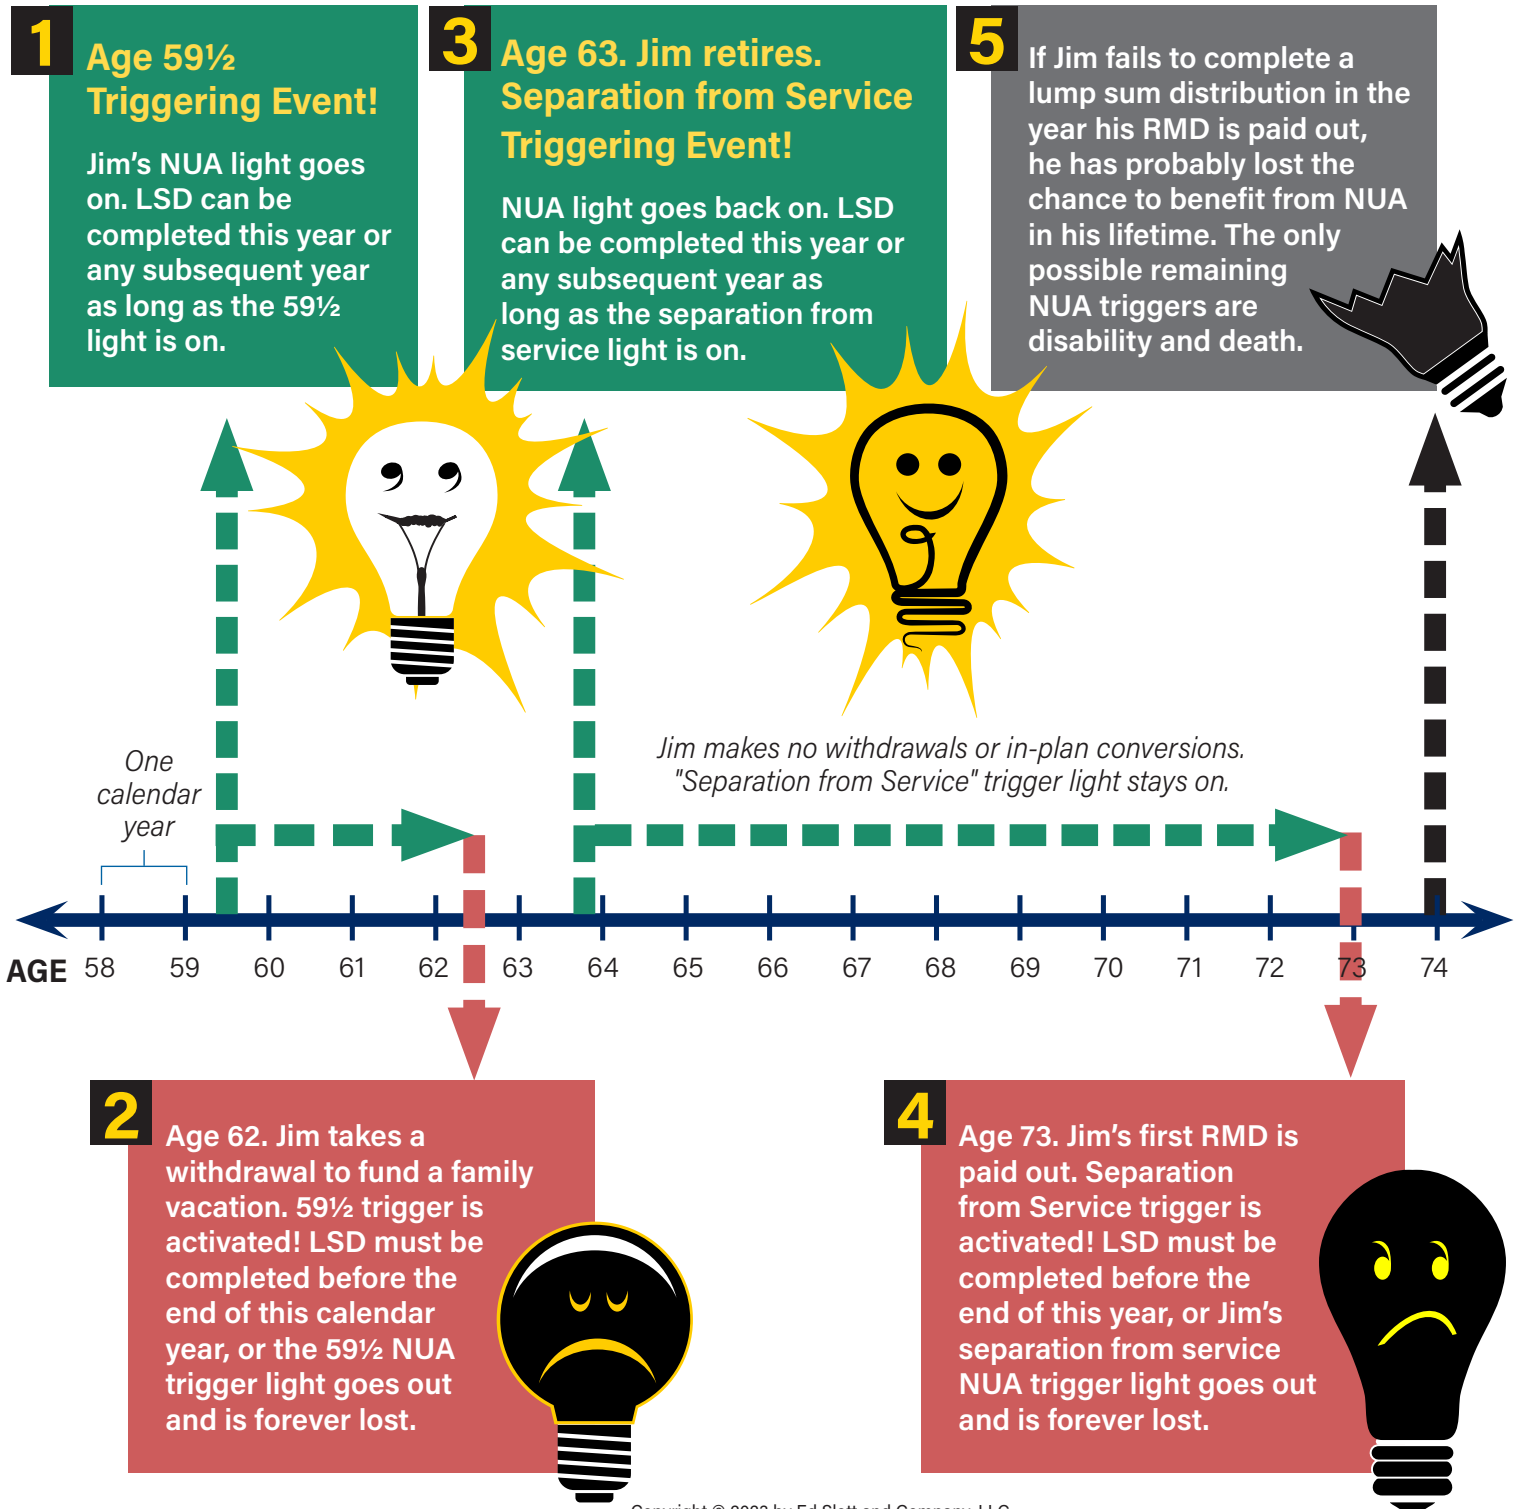 1
Age 59½
Triggering Event!
Jim's NUA light goes
on. LSD can be
completed this year or
any subsequent year
as long as the 59½
light is on.
3
Age 63. Jim retires.
Separation from Service
Triggering Event!
NUA light goes back on. LSD
can be completed this year or
any subsequent year as
long as the separation from
service light is on.
5
If Jim fails to complete a
lump sum distribution in the
year his RMD is paid out,
he has probably lost the
chance to benefit from NUA
in his lifetime. The only
possible remaining
NUA triggers are
disability and death.
One
calendar
year
Jim makes no withdrawals or in-plan conversions.
"Separation from Service" trigger light stays on.
AGE 58 59 60 61 62 63 64 65 66 67 68 69 70 71 72 73 74
2
Age 62. Jim takes a
withdrawal to fund a family
vacation. 59½ trigger is
activated! LSD must be
completed before the
end of this calendar
year, or the 59½ NUA
trigger light goes out
and is forever lost.
4
Age 73. Jim's first RMD is
paid out. Separation
from Service trigger is
activated! LSD must be
completed before the
end of this year, or Jim's
separation from service
NUA trigger light goes out
and is forever lost.
Copyright © by Ed Slott and Company, LLC